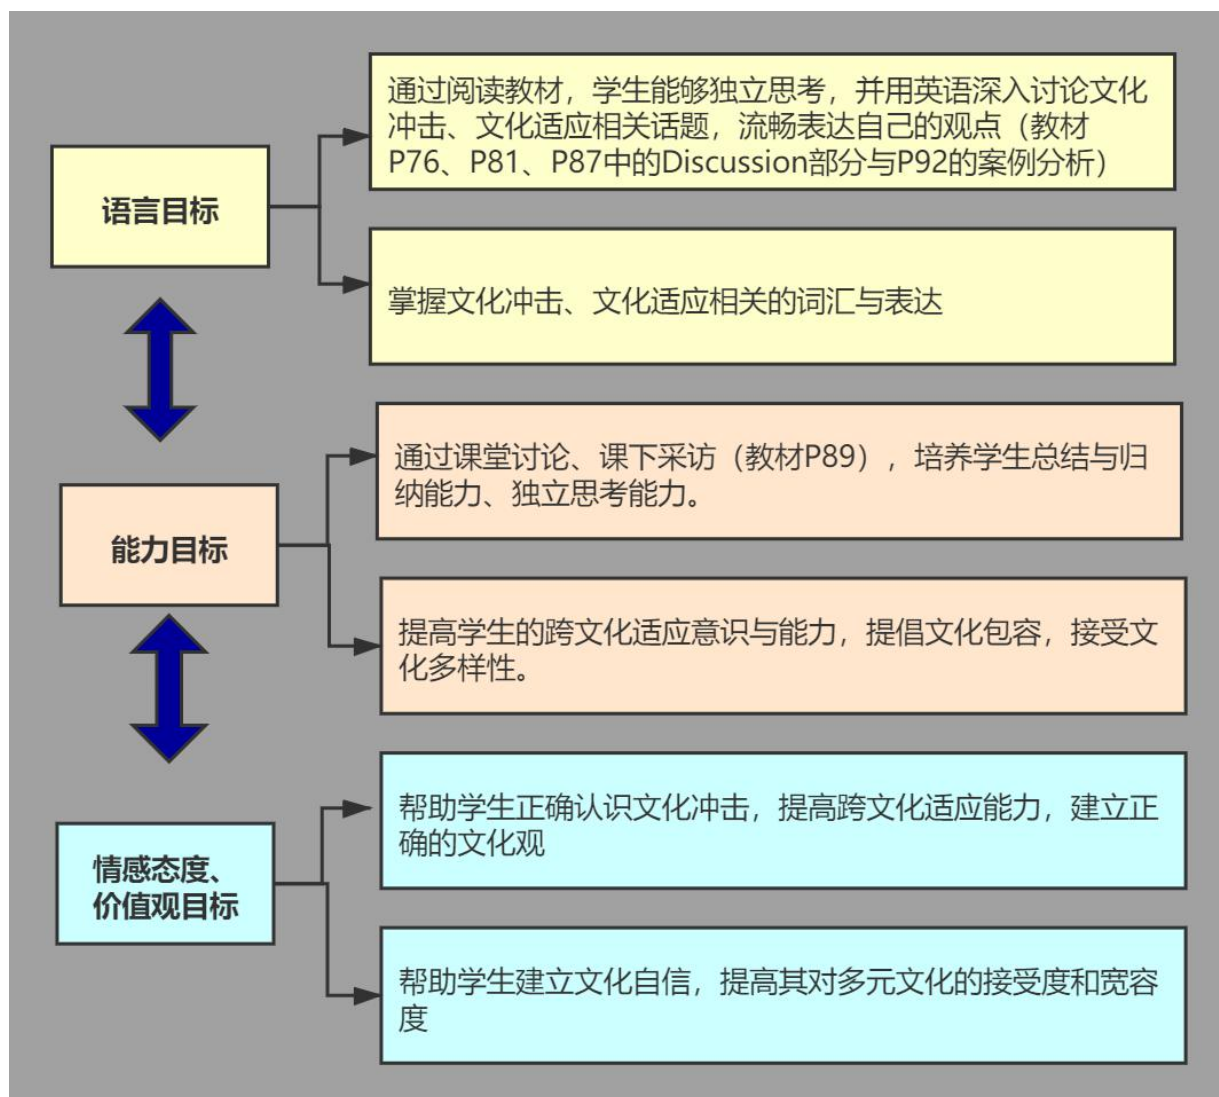 通过阅读教材，学生能够独立思考，并用英语深入讨论文化
冲击、文化适应相关话题，流畅表达自己的观点（教材
P76、P81、P87中的Discussion部分与P92的案例分析）
语言目标
掌握文化冲击、文化适应相关的词汇与表达
通过课堂讨论、课下采访（教材P89），培养学生总结与归
纳能力、独立思考能力。
能力目标
提高学生的跨文化适应意识与能力，提倡文化包容，接受文
化多样性。
帮助学生正确认识文化冲击，提高跨文化适应能力，建立正
确的文化观
情感态度、
价值观目标
帮助学生建立文化自信，提高其对多元文化的接受度和宽容
度